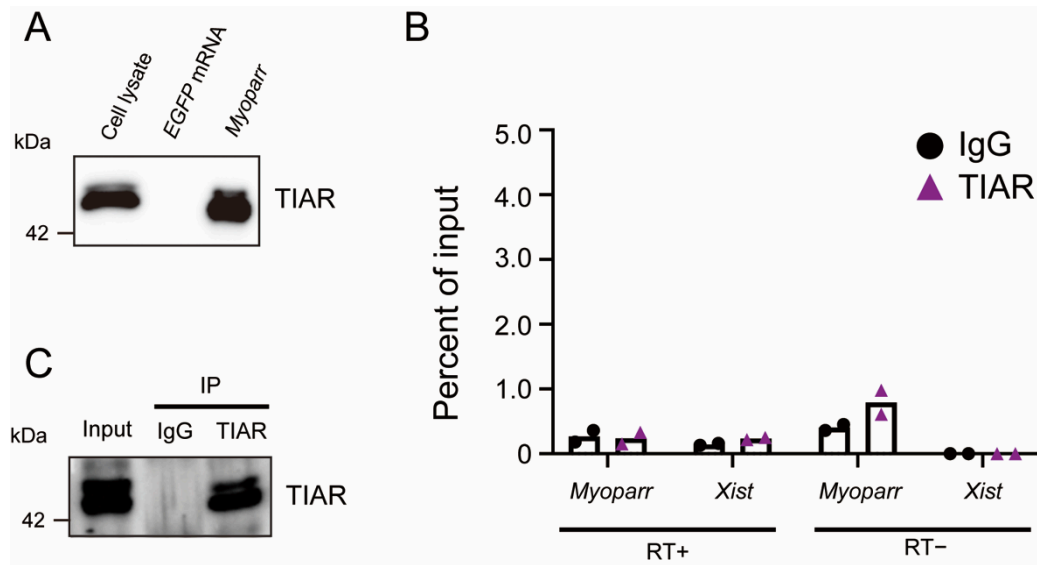 A
Cell lysate
EGFP mRNA
Myoparr
kDa
TIAR
42
B
Percent of input
5.0
4.0
3.0
2.0
1.0
0
IgG
TIAR
Myoparr
Xist
Myoparr
Xist
RT+
RT−
C
IP
kDa
Input
IgG
TIAR
TIAR
42